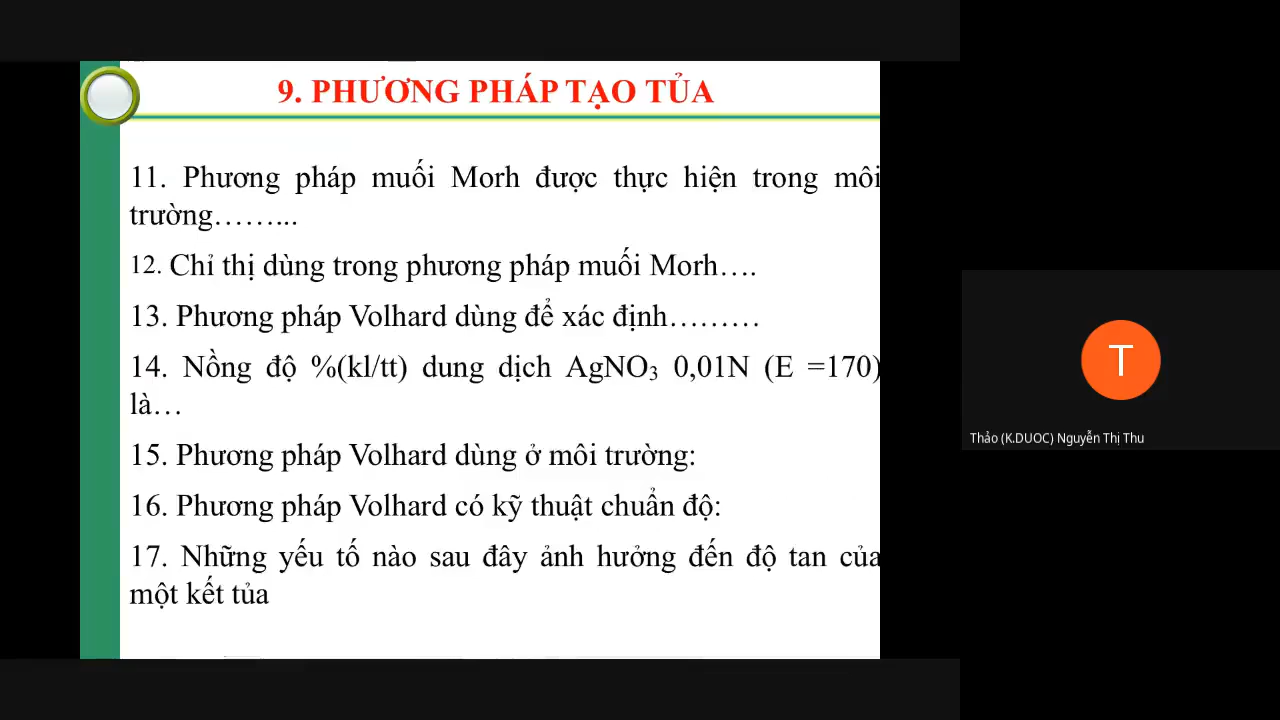 9. PHƯƠNG PHÁP TẠO TỦA
11. Phương pháp muối Morh được thực hiện trong môi
trường……...
12. Chỉ thị dùng trong phương pháp muối Morh….
13. Phương pháp Volhard dùng để xác định………
14. Nồng độ %(kl/tt) dung dịch AgNO₃ 0,01N (E =170)
là…
15. Phương pháp Volhard dùng ở môi trường:
16. Phương pháp Volhard có kỹ thuật chuẩn độ:
17. Những yếu tố nào sau đây ảnh hưởng đến độ tan của
một kết tủa
T
Thảo (K.DUOC) Nguyễn Thị Thu